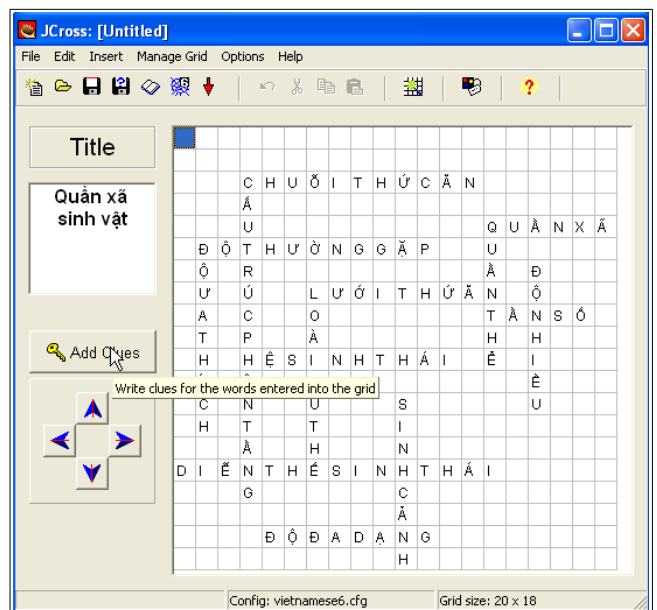 JCross: [Untitled]
File Edit Insert Manage Grid Options Help
Title
Quần xã
sinh vật
Add Clues
C H U Ỗ I T H Ứ C Ă N
Ấ
U Q U Ầ N X Ã
Đ Ộ T H Ư Ờ N G G Ặ P U
Ộ R Ầ Đ
Ư Ú L Ư Ớ I T H Ứ Ă N Ộ
A C O T Ầ N S Ố
T P À H H
H H Ệ S I N H T H Á I Ể I
Write clues for the words entered into the grid
Ề
C N U S U
H T T I
Ầ H N
D I Ễ N T H Ế S I N H T H Á I
G C
Ả
Đ Ộ Đ A D Ạ N G N
H
Config: vietnamese6.cfg
Grid size: 20 x 18